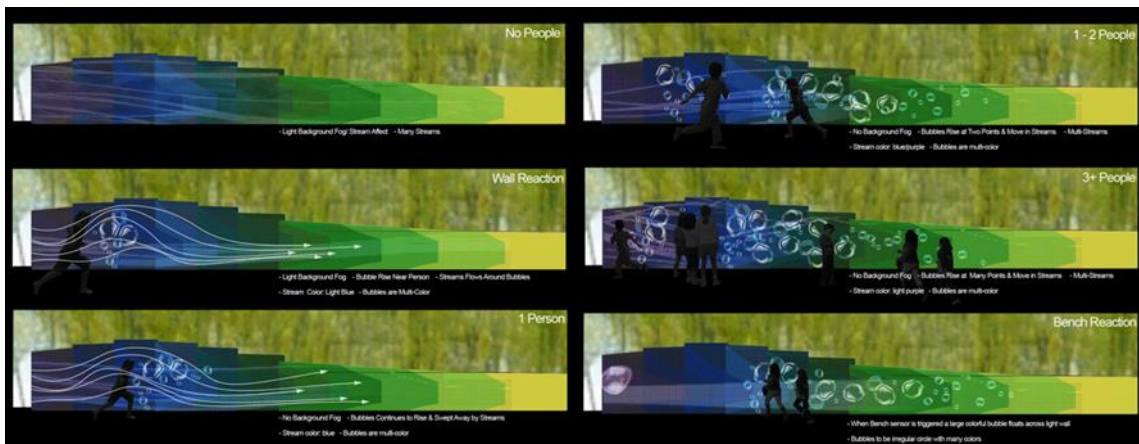 No People
- Light Background Fog/ Stream Affect - Many Streams
Wall Reaction
- Light Background Fog - Bubble Rise Near Person - Streams Flows Around Bubbles
- Stream Color: Light Blue - Bubbles are Multi-Color
1 Person
- No Background Fog - Bubbles Continues to Rise & Swept Away by Streams
- Stream color: blue - Bubbles are multi-color
1 - 2 People
- No Background Fog - Bubbles Rise at Two Points & Move in Streams - Multi-Streams
- Stream color: blue/purple - Bubbles are multi-color
3+ People
- No Background Fog - Bubbles Rise at Many Points & Move in Streams - Multi-Streams
- Stream color: light purple - Bubbles are multi-color
Bench Reaction
- When Bench sensor is triggered a large colorful bubble floats across light wall
- Bubbles to be irregular circle with many colors